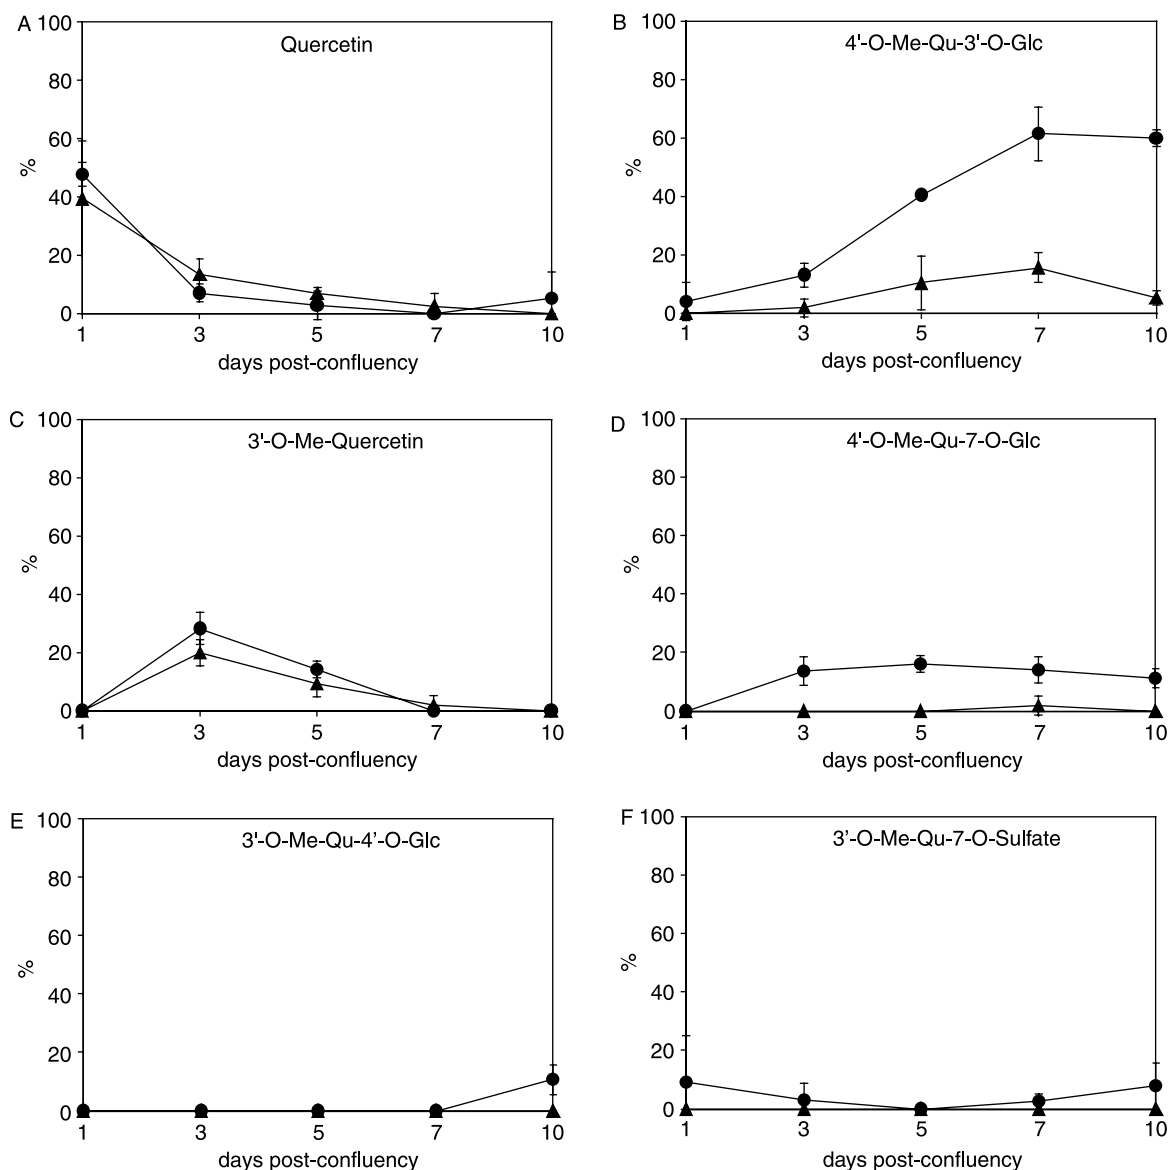 A
100
Quercetin
80
60
%
40
20
0
1 3 5 7 10
days post-confluency
B
100
4'-O-Me-Qu-3'-O-Glc
80
60
%
40
20
0
1 3 5 7 10
days post-confluency
C
100
3'-O-Me-Quercetin
80
60
%
40
20
0
1 3 5 7 10
days post-confluency
D
100
4'-O-Me-Qu-7-O-Glc
80
60
%
40
20
0
1 3 5 7 10
days post-confluency
E
100
3'-O-Me-Qu-4’-O-Glc
80
60
%
40
20
0
1 3 5 7 10
days post-confluency
F
100
3’-O-Me-Qu-7-O-Sulfate
80
60
%
40
20
0
1 3 5 7 10
days post-confluency